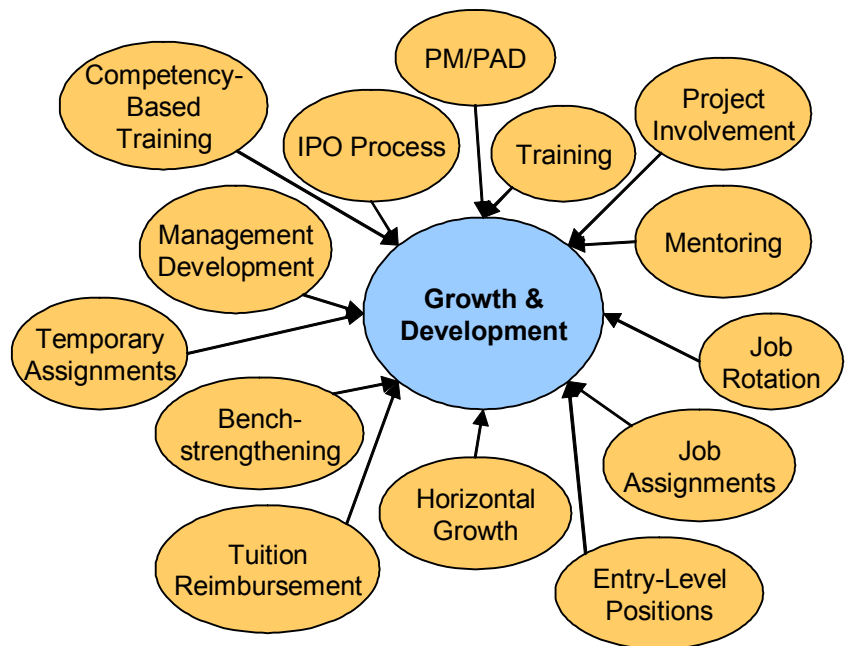 PM/PAD
Competency-
Based
Training
Project
Involvement
IPO Process
Training
Management
Development
Mentoring
Growth &
Development
Temporary
Assignments
Job
Rotation
Bench-
strengthening
Job
Assignments
Horizontal
Growth
Tuition
Reimbursement
Entry-Level
Positions